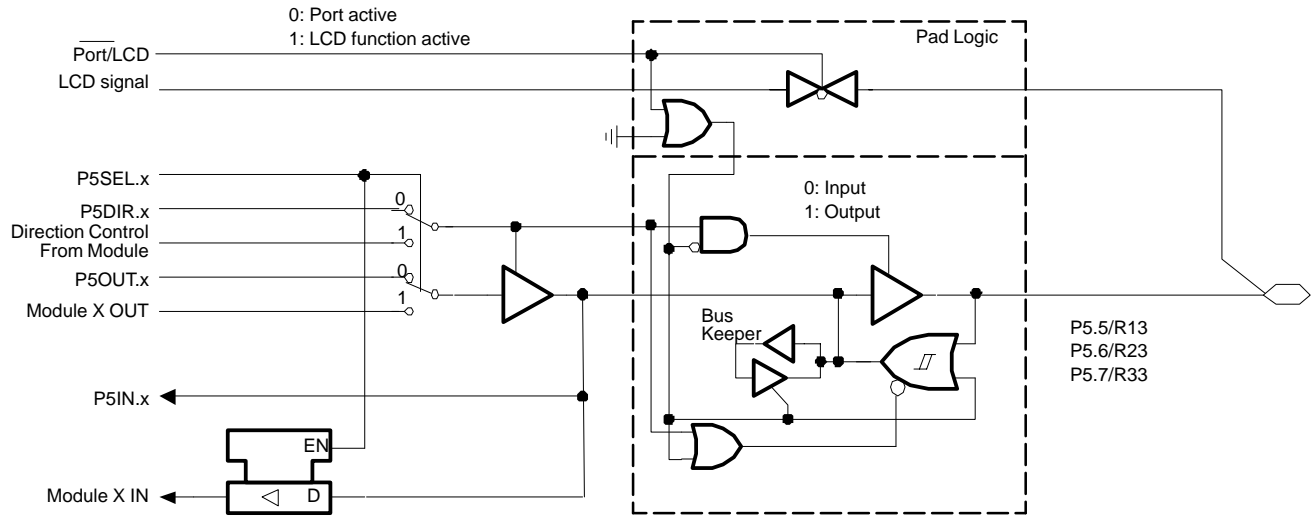 0: Port active
1: LCD function active
Pad Logic
Port/LCD
LCD signal
P5SEL.x
P5DIR.x
Direction Control
From Module
P5OUT.x
Module X OUT
0
1
0
1
0: Input
1: Output
Bus
Keeper
P5.5/R13
P5.6/R23
P5.7/R33
P5IN.x
EN
D
Module X IN